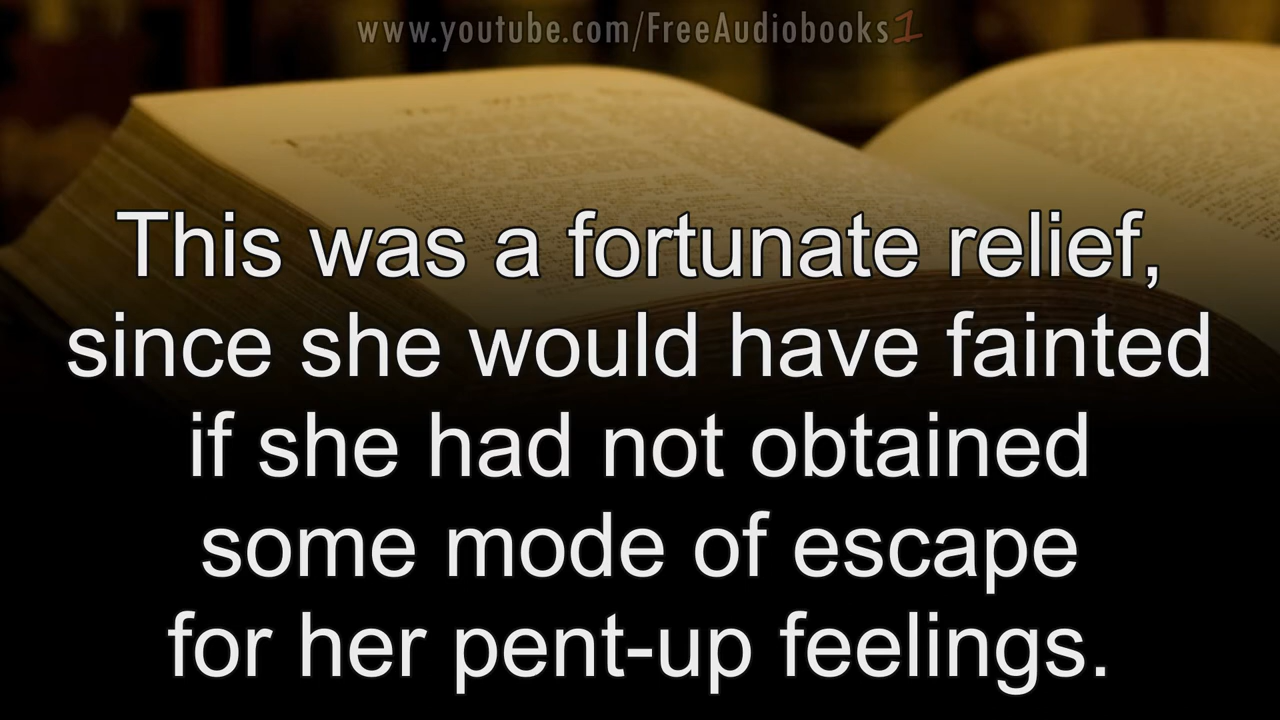 www.youtube.com/FreeAudiobooks1
This was a fortunate relief,
since she would have fainted
if she had not obtained
some mode of escape
for her pent-up feelings.